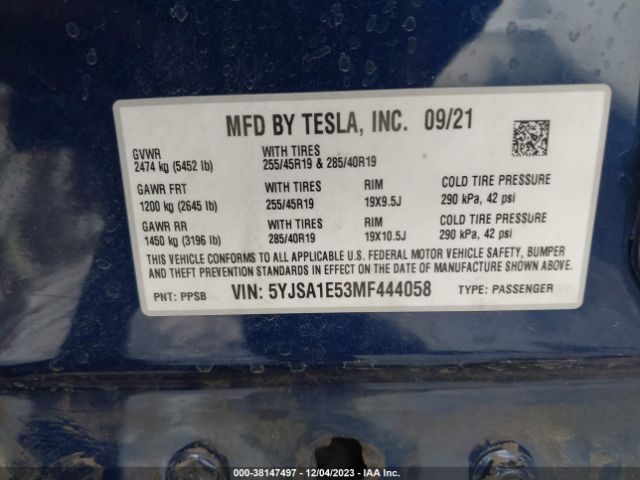 MFD BY TESLA, INC. 09/21
GVWR WITH TIRES
2474 kg (5452 lb) 255/45R19 & 285/40R19
GAWR FRT WITH TIRES RIM COLD TIRE PRESSURE
1200 kg (2645 lb) 255/45R19 19X9.5J 290 kPa, 42 psi
GAWR RR WITH TIRES RIM COLD TIRE PRESSURE
1450 kg (3196 lb) 285/40R19 19X10.5J 290 kPa, 42 psi
THIS VEHICLE CONFORMS TO ALL APPLICABLE U.S. FEDERAL MOTOR VEHICLE SAFETY, BUMPER
AND THEFT PREVENTION STANDARDS IN EFFECT ON THE DATE OF MANUFACTURE SHOWN ABOVE.
PNT: PPSB VIN: 5YJSA1E53MF444058 TYPE: PASSENGER
000-38147497 - 12/04/2023 - IAA Inc.